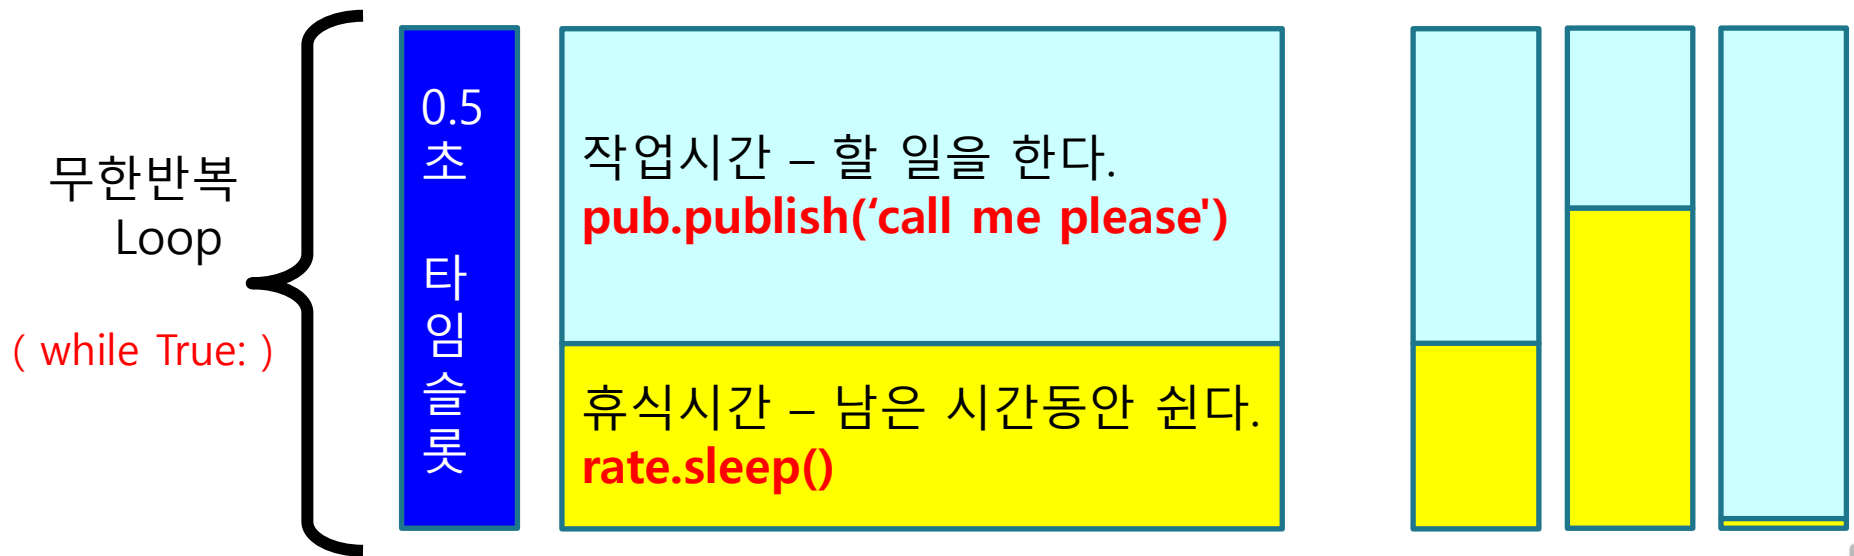 무한반복
Loop
( while True: )
0.5
초
타
임
슬
롯
작업시간 – 할 일을 한다.
pub.publish(‘call me please')
휴식시간 – 남은 시간동안 쉰다.
rate.sleep()